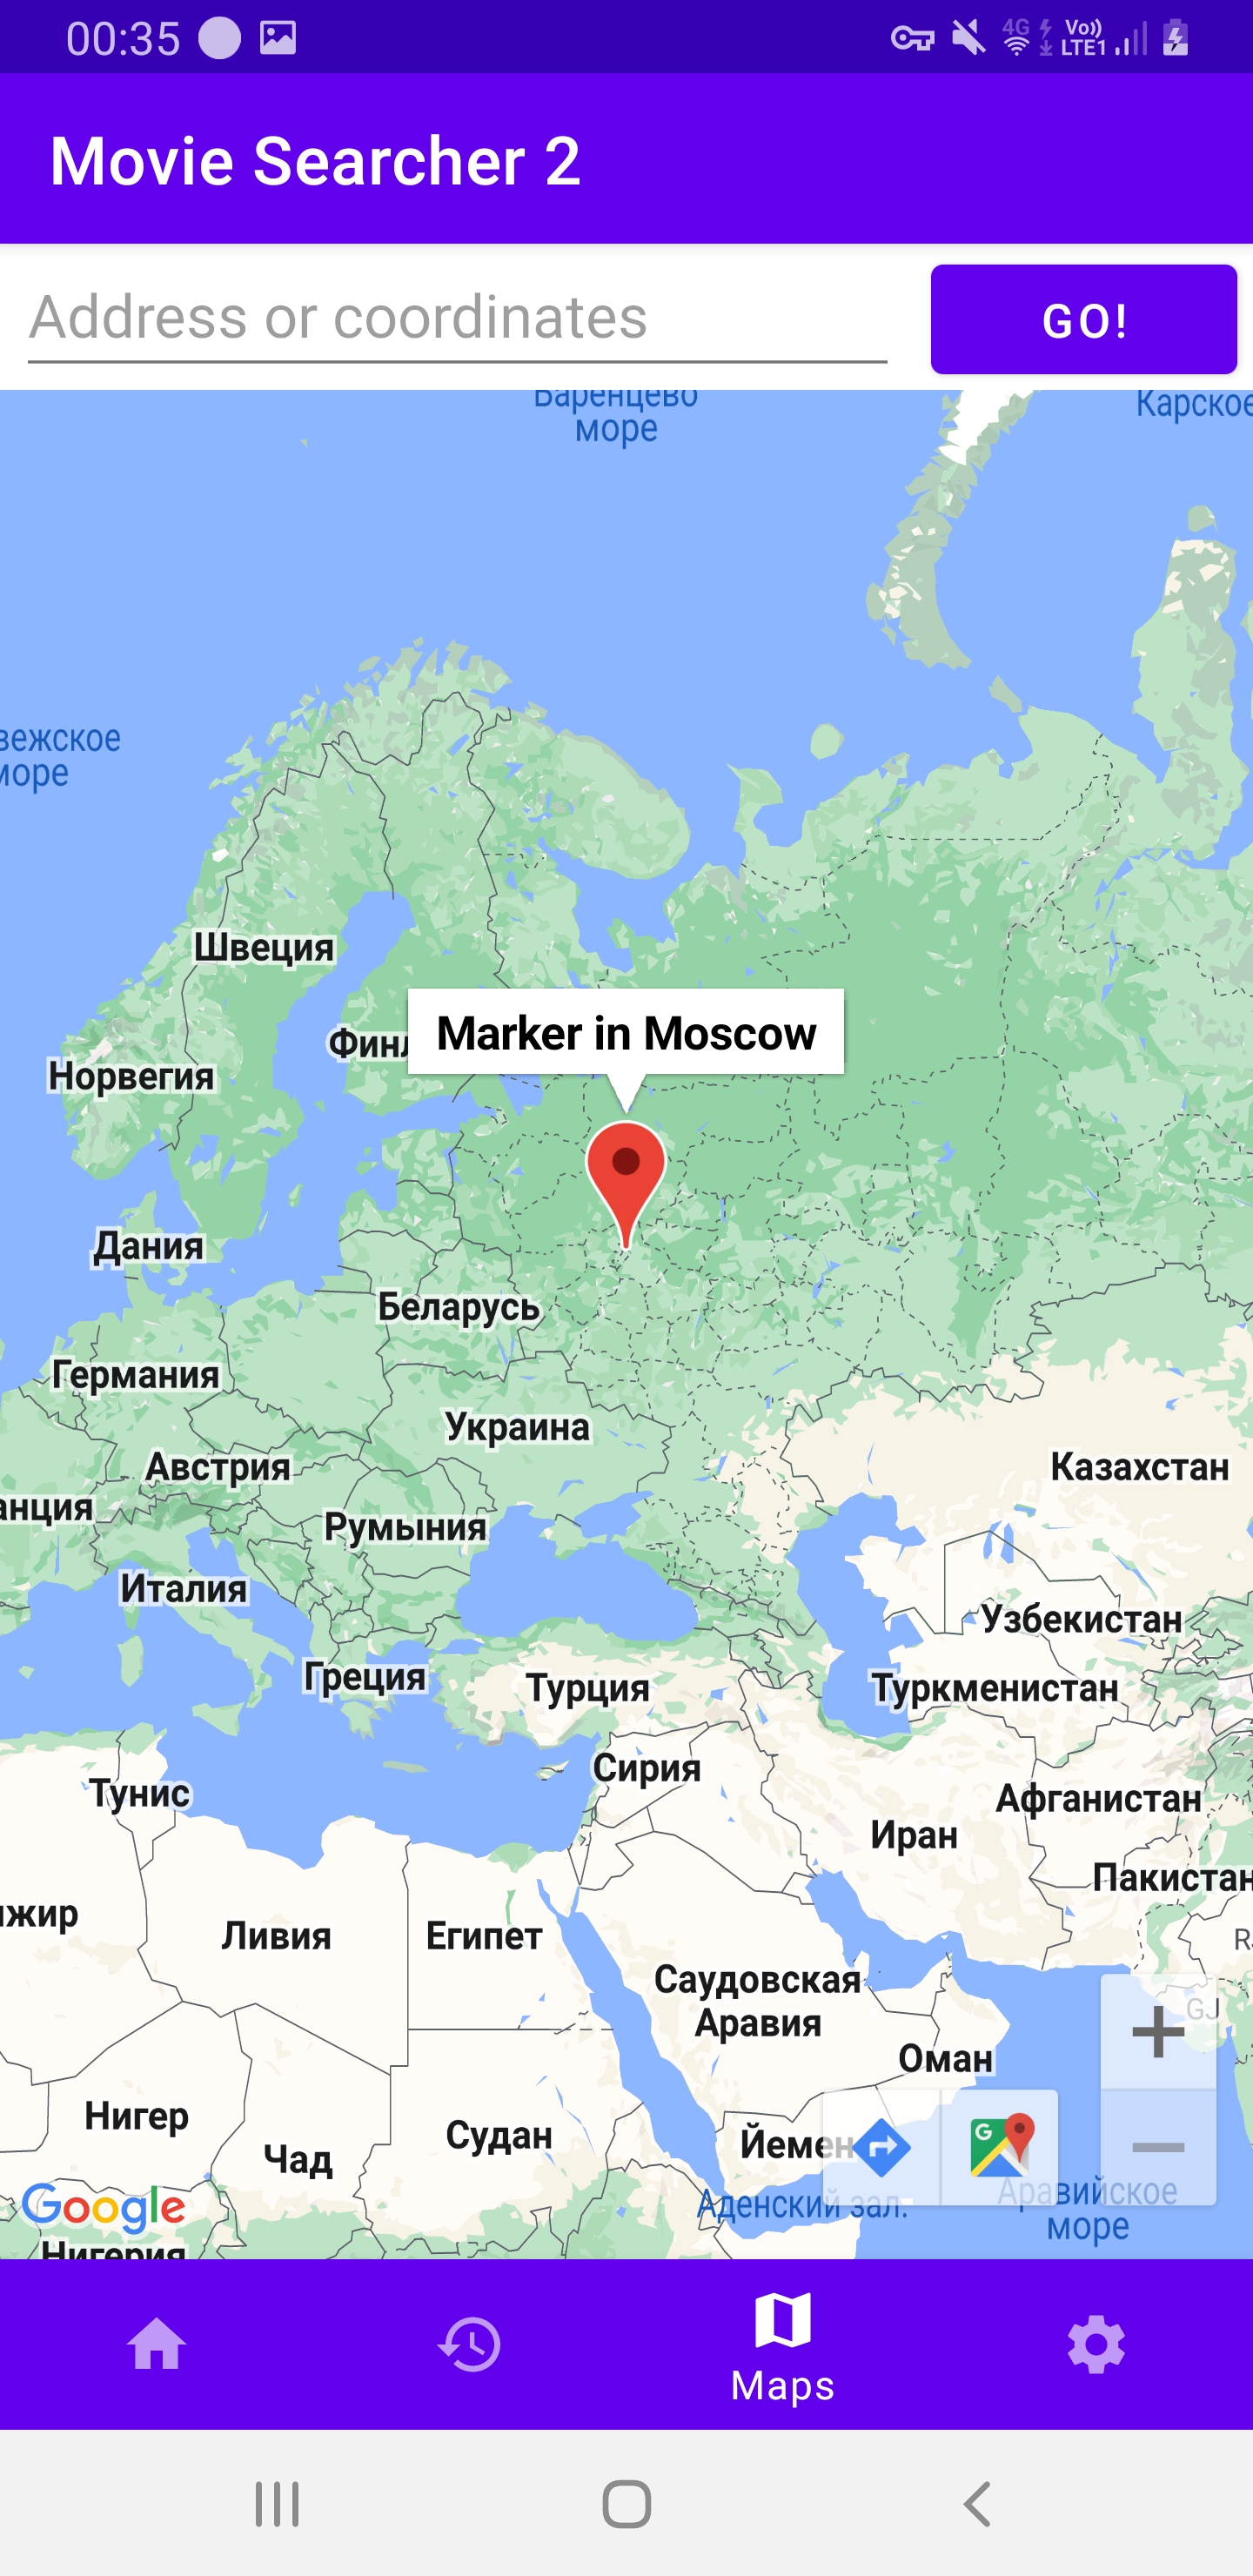 00:35
4G
Vo))
LTE1
Movie Searcher 2
Address or coordinates
GO!
Баренцево
море
Карское
вежское
море
Швеция
Marker in Moscow
Финл
Норвегия
Дания
Беларусь
Германия
Украина
Австрия
Казахстан
анция
Румыния
Италия
Узбекистан
Греция
Турция
Туркменистан
Сирия
Тунис
Афганистан
Иран
Пакистан
жир
Ливия
Египет
R
Саудовская
Аравия
GJ
Оман
Нигер
Судан
Йемен
Чад
G
Google
Аденский зал.
Аравийское
море
Нигерия
Maps